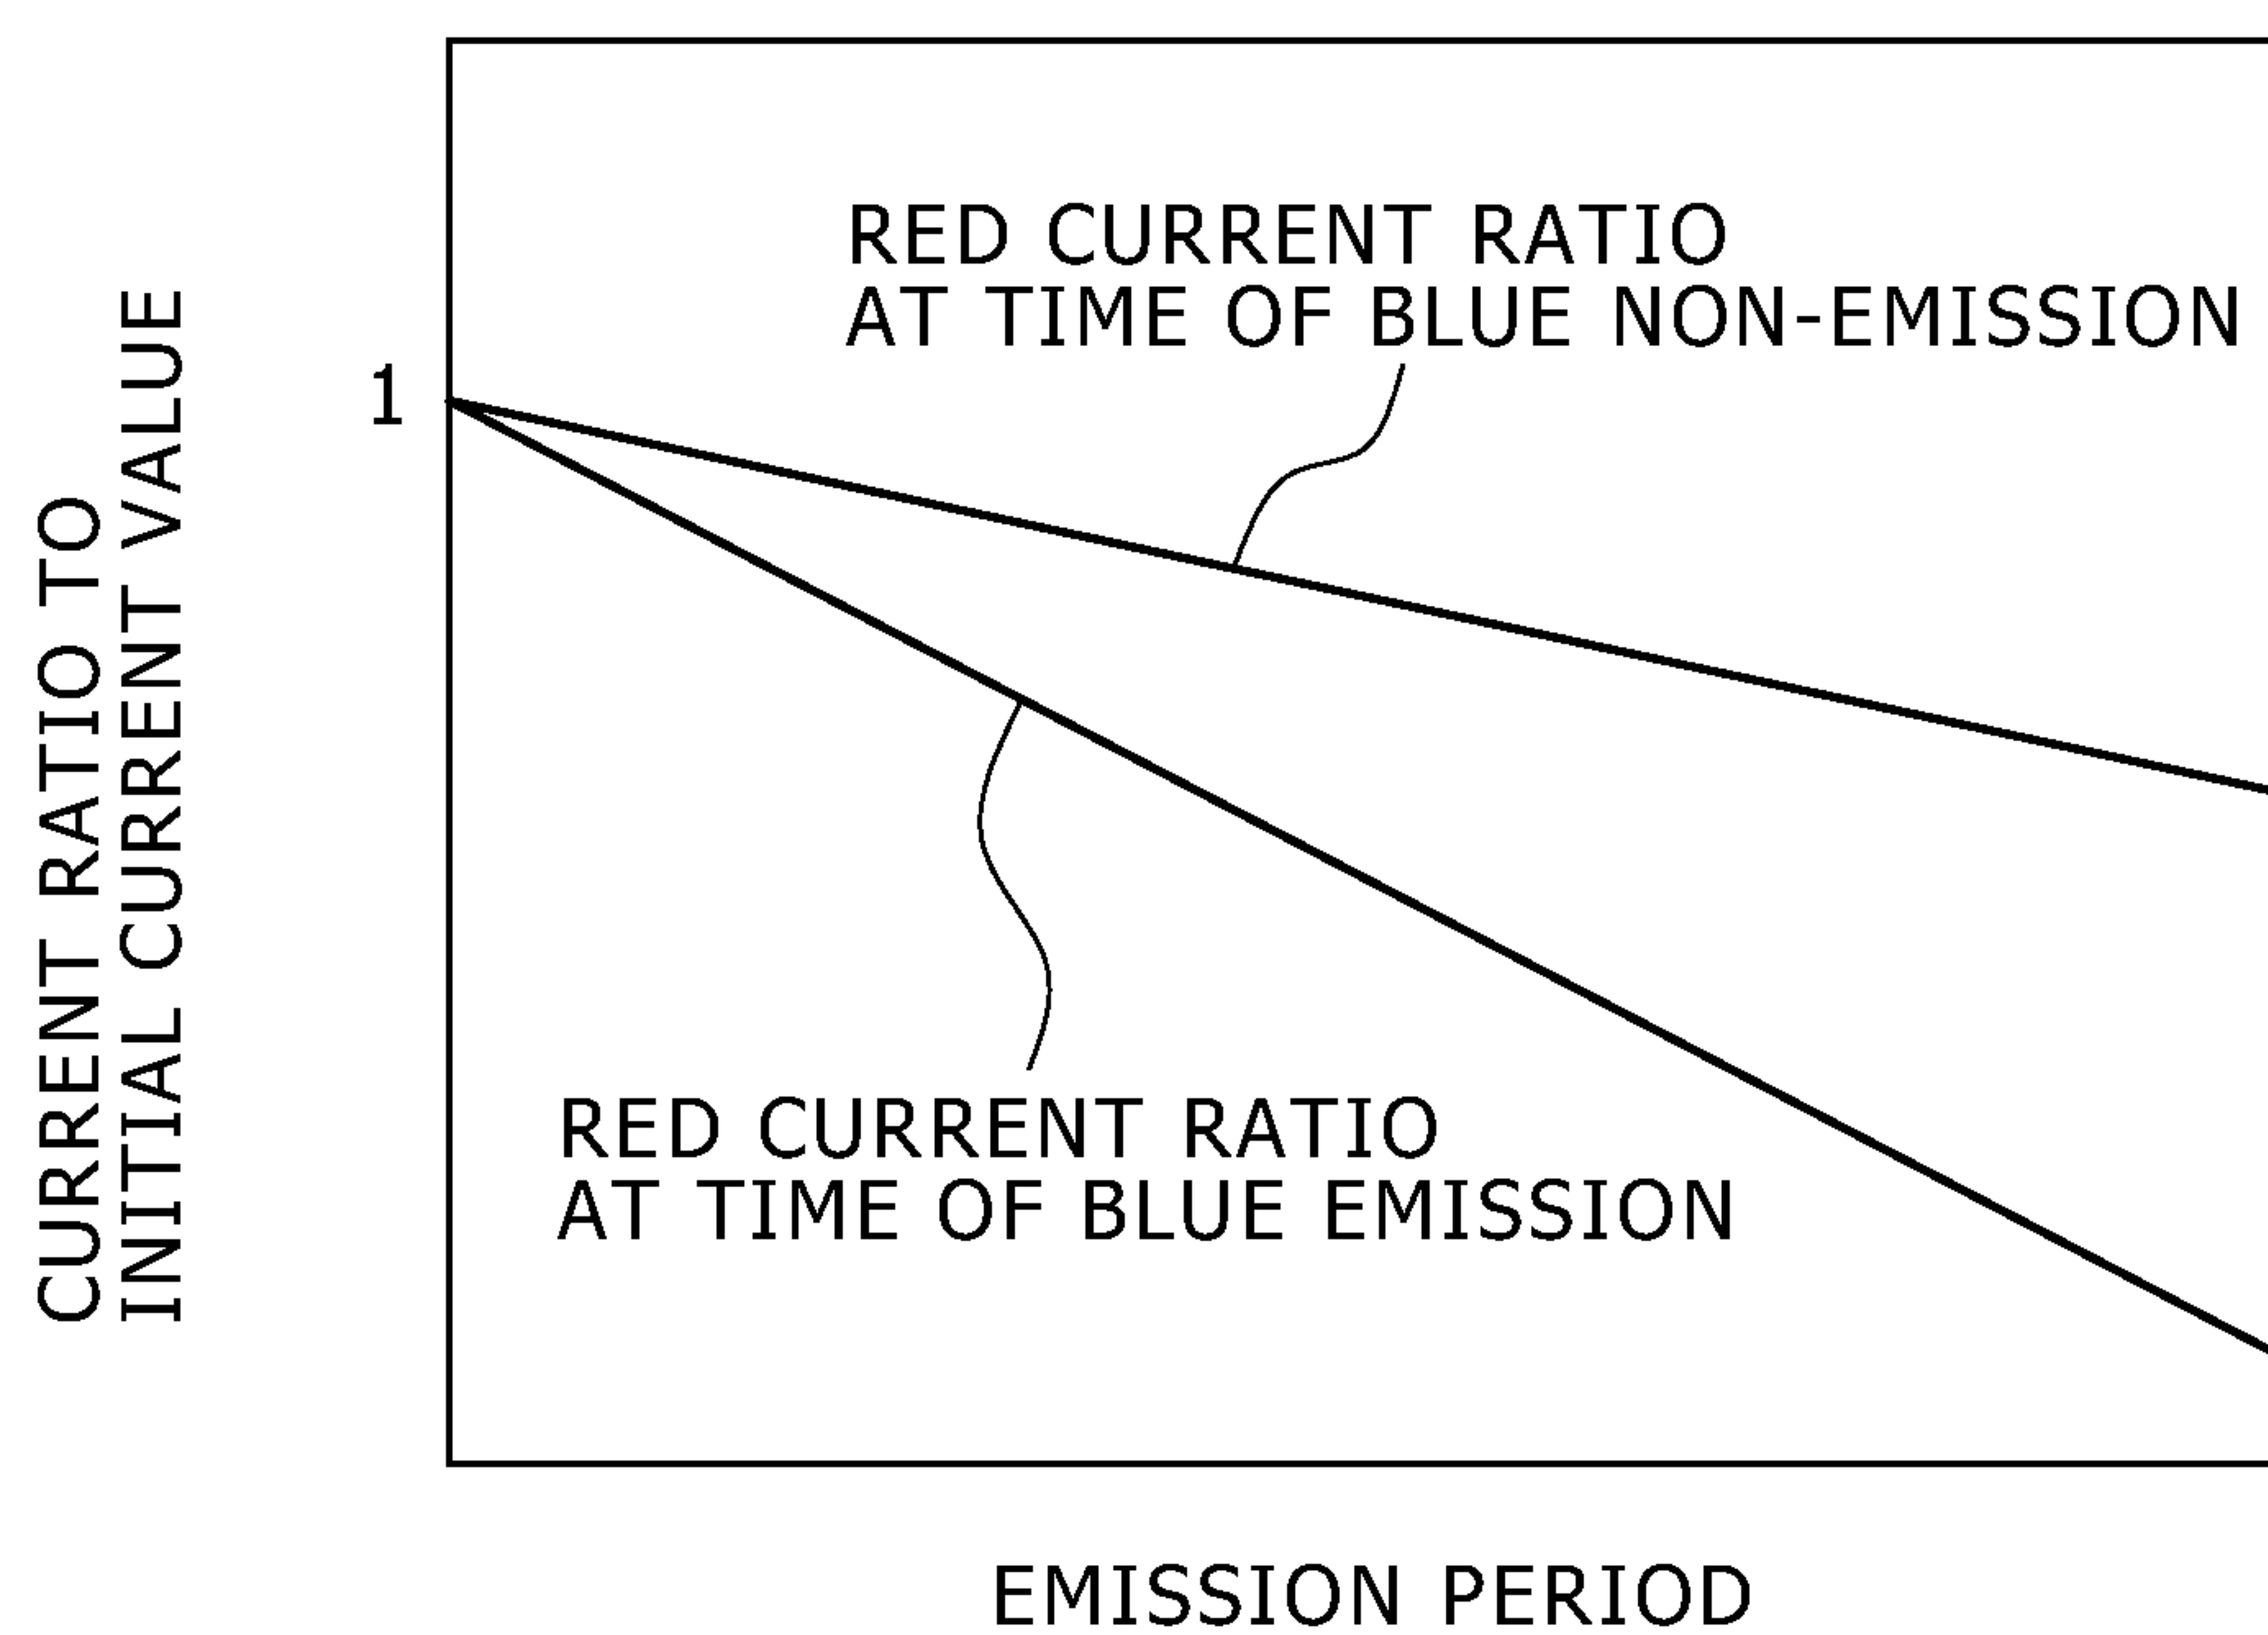 RED CURRENT RATIO
AT TIME OF BLUE NON-EMISSION
CURRENT RATIO TO
INITIAL CURRENT VALUE
1
RED CURRENT RATIO
AT TIME OF BLUE EMISSION
EMISSION PERIOD